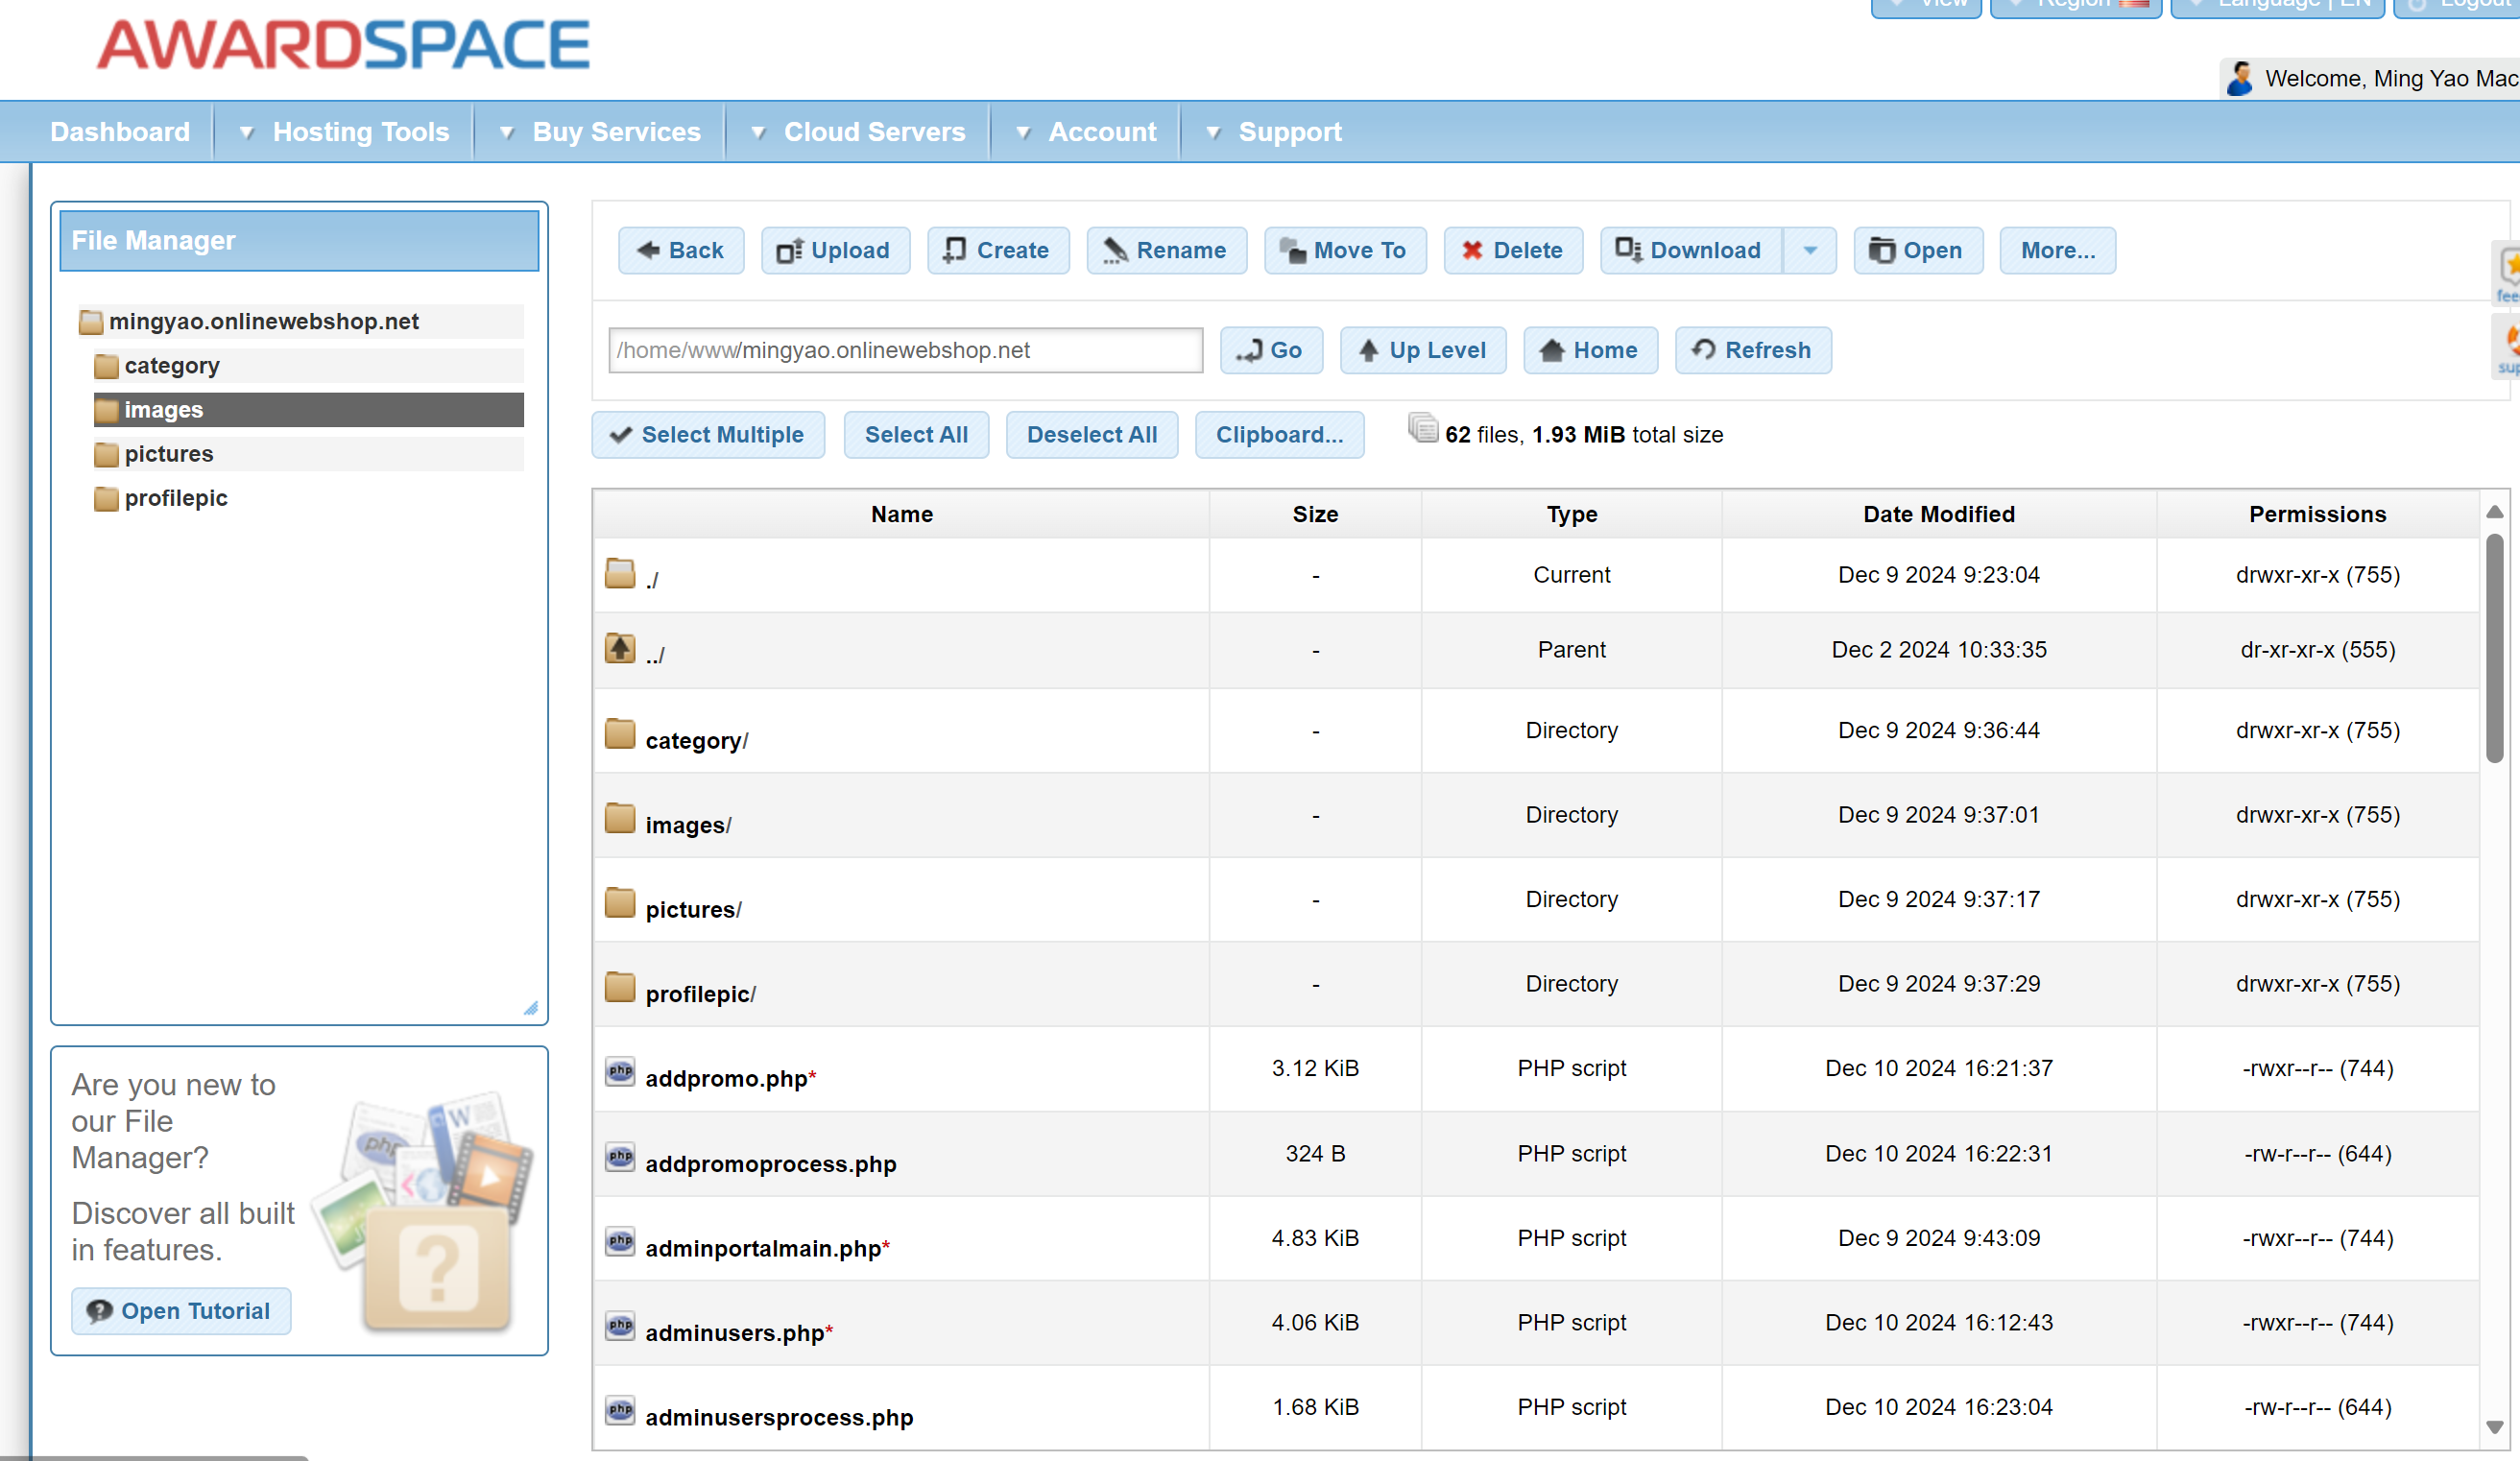 AWARDSPACE
View
Region
Language | EN
Logout
Welcome, Ming Yao Mac
Dashboard
Hosting Tools
Buy Services
Cloud Servers
Account
Support
File Manager
mingyao.onlinewebshop.net
category
images
pictures
profilepic
Are you new to
our File
Manager?
Discover all built
in features.
Open Tutorial
Back
Upload
Create
Rename
Move To
Delete
Download
Open
More...
/home/www/mingyao.onlinewebshop.net
Go
Up Level
Home
Refresh
Select Multiple
Select All
Deselect All
Clipboard...
62 files, 1.93 MiB total size
Name Size Type Date Modified Permissions
./ - Current Dec 9 2024 9:23:04 drwxr-xr-x (755)
../ - Parent Dec 2 2024 10:33:35 dr-xr-xr-x (555)
category/ - Directory Dec 9 2024 9:36:44 drwxr-xr-x (755)
images/ - Directory Dec 9 2024 9:37:01 drwxr-xr-x (755)
pictures/ - Directory Dec 9 2024 9:37:17 drwxr-xr-x (755)
profilepic/ - Directory Dec 9 2024 9:37:29 drwxr-xr-x (755)
php addpromo.php* 3.12 KiB PHP script Dec 10 2024 16:21:37 -rwxr--r-- (744)
php addpromoprocess.php 324 B PHP script Dec 10 2024 16:22:31 -rw-r--r-- (644)
php adminportalmain.php* 4.83 KiB PHP script Dec 9 2024 9:43:09 -rwxr--r-- (744)
php adminusers.php* 4.06 KiB PHP script Dec 10 2024 16:12:43 -rwxr--r-- (744)
php adminusersprocess.php 1.68 KiB PHP script Dec 10 2024 16:23:04 -rw-r--r-- (644)